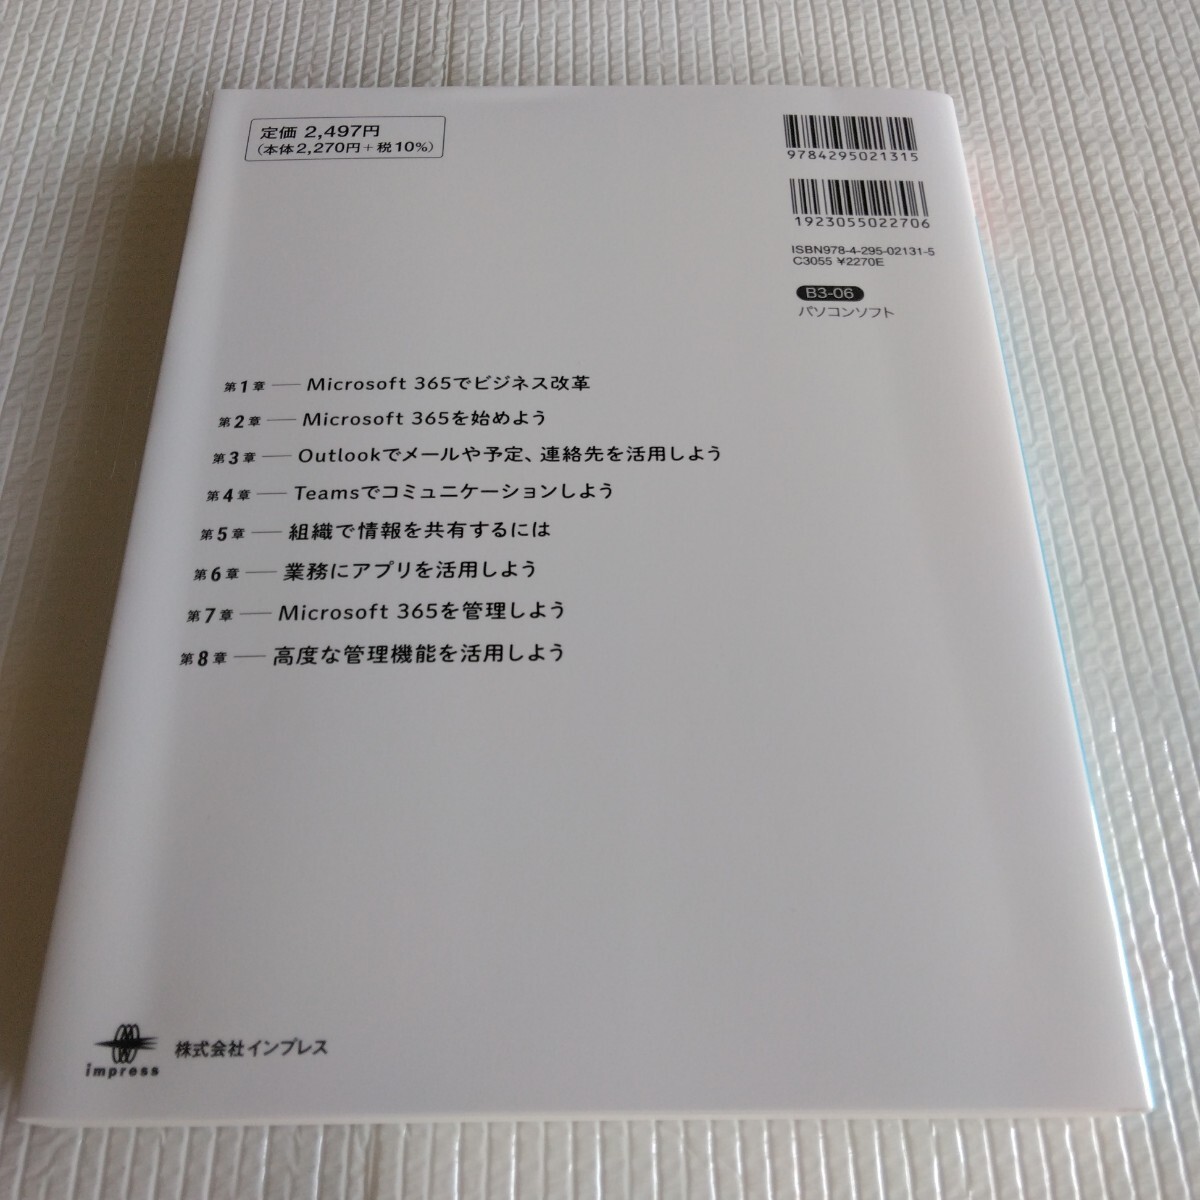 定価 2,497円
(本体2,270円+税10%)
9784295021315
1923055022706
ISBN978-4-295-02131-5
C3055 ¥2270E
B3-06
パソコンソフト
第1章 — Microsoft 365でビジネス改革
第2章 — Microsoft 365を始めよう
第3章 — Outlookでメールや予定、連絡先を活用しよう
第4章 — Teamsでコミュニケーションしよう
第5章 — 組織で情報を共有するには
第6章 — 業務にアプリを活用しよう
第7章 — Microsoft 365を管理しよう
第8章 — 高度な管理機能を活用しよう
impress 株式会社インプレス